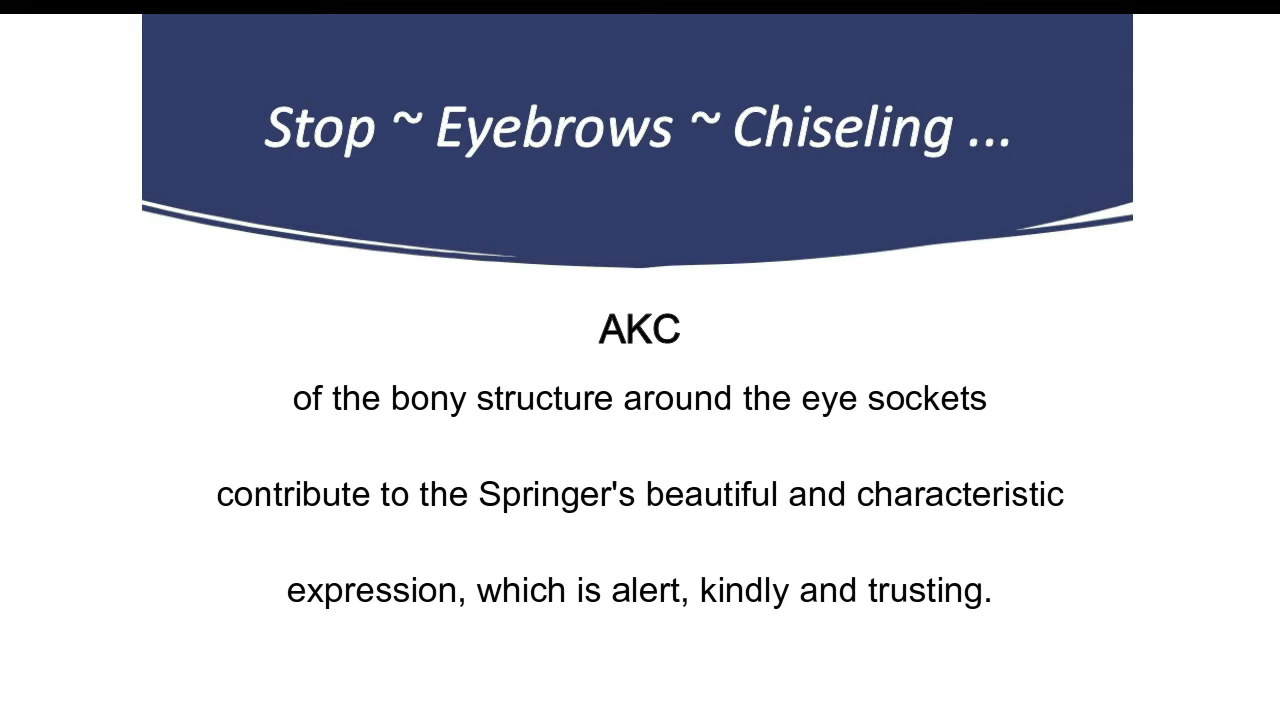 Stop ~ Eyebrows ~ Chiseling ...
AKC
of the bony structure around the eye sockets
contribute to the Springer's beautiful and characteristic
expression, which is alert, kindly and trusting.